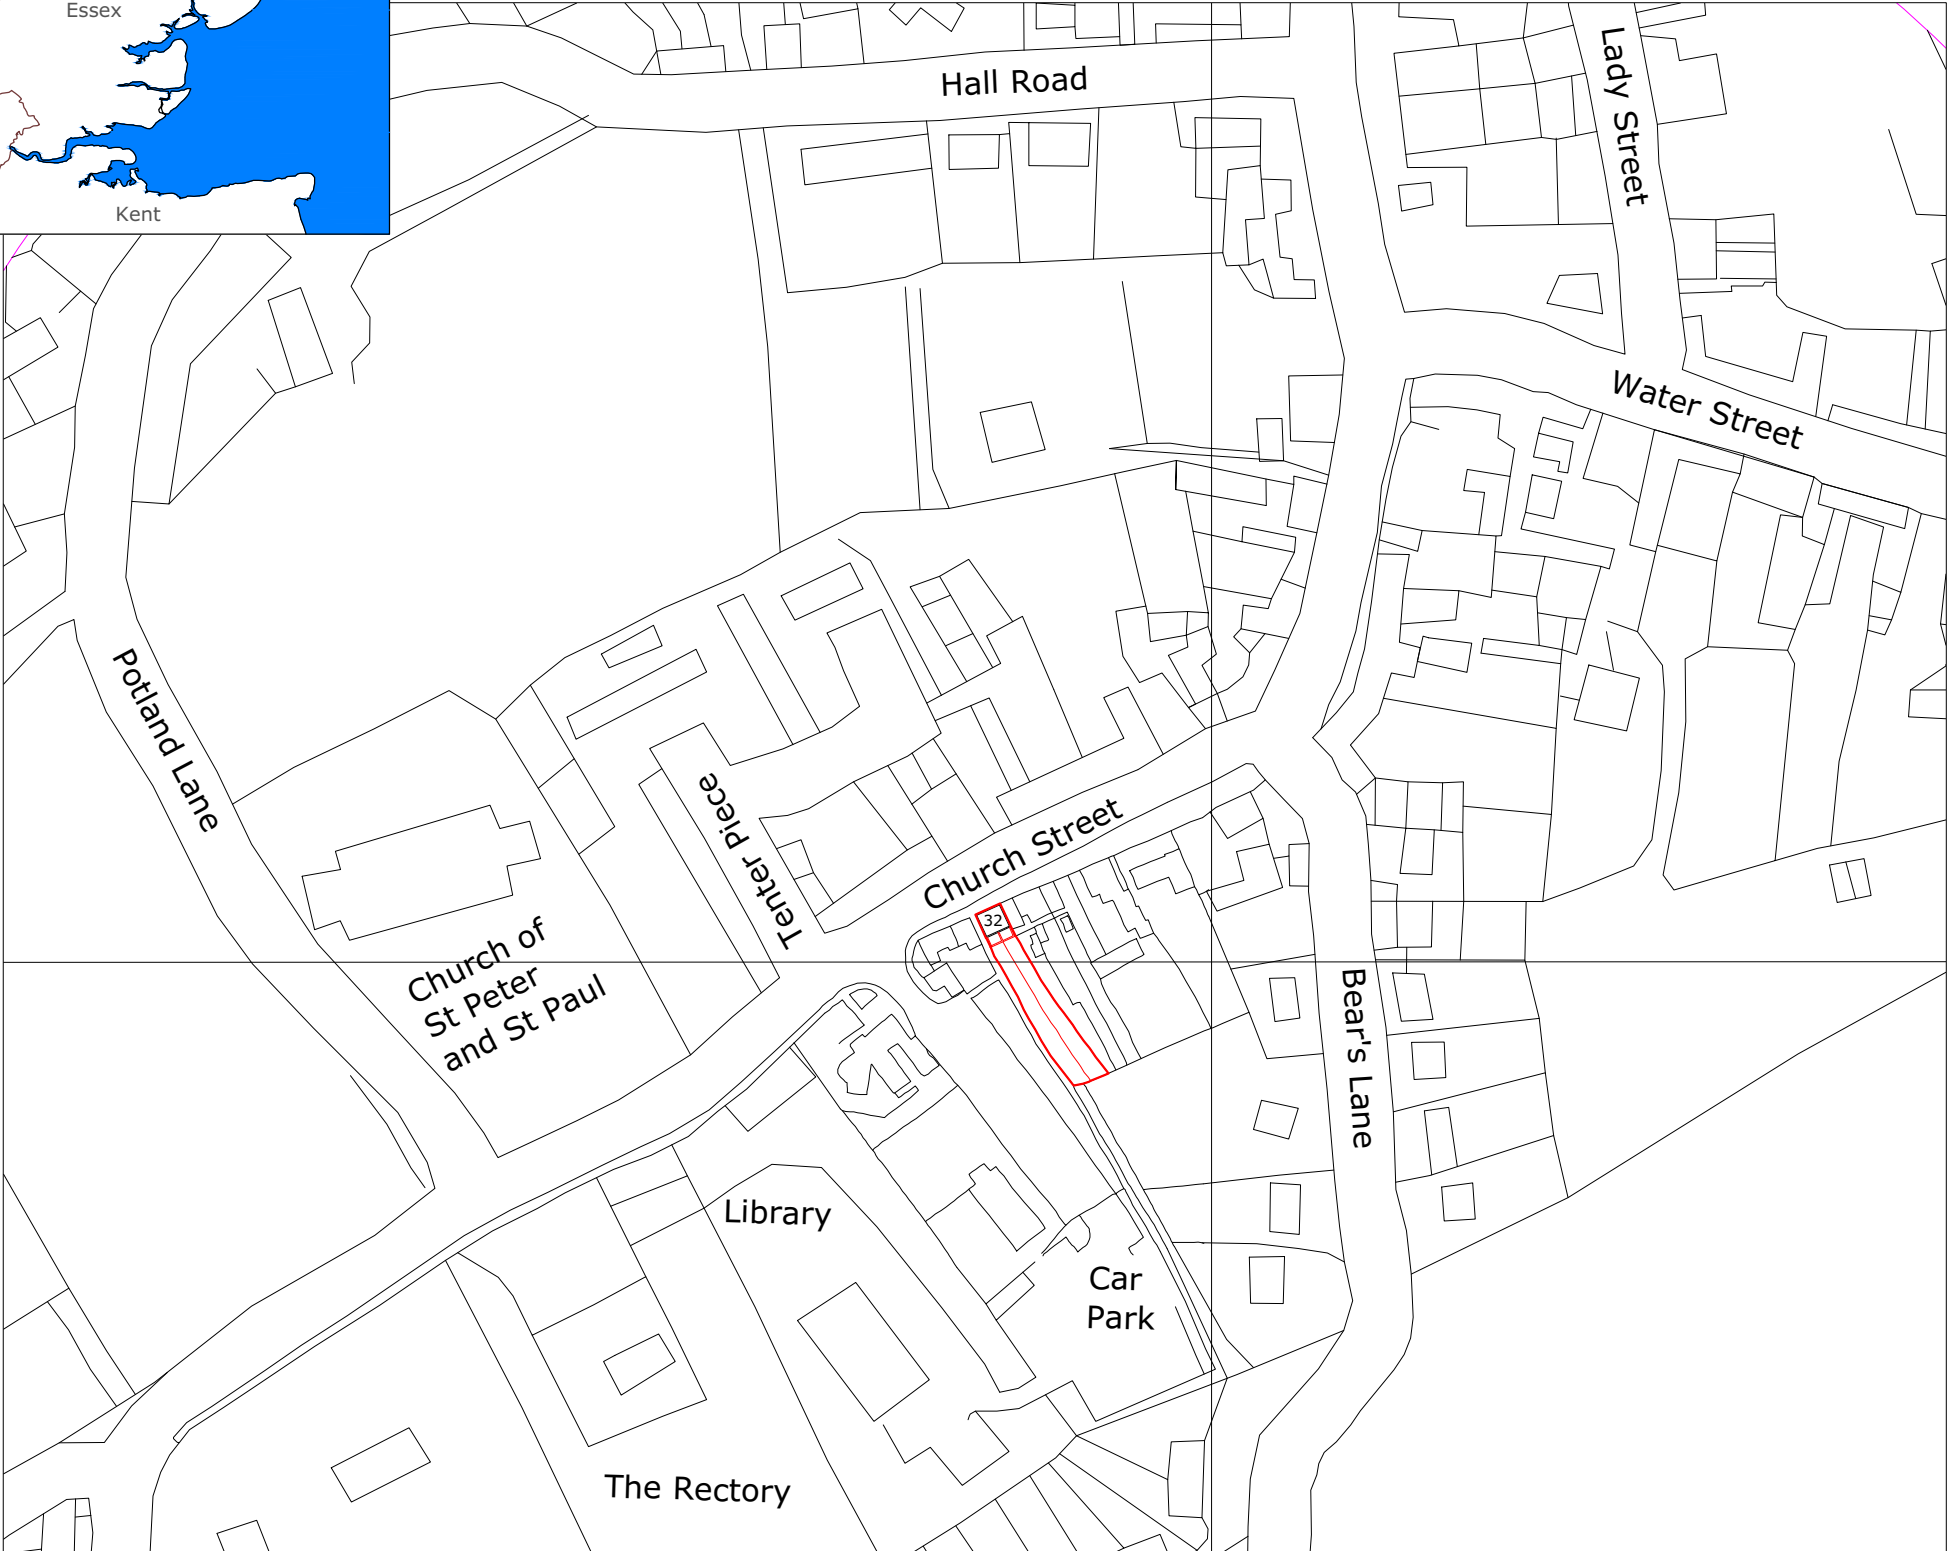 Essex
Kent
Hall Road
Lady Street
Water Street
Potland Lane
Tenter Piece
Church Street
32
Church of
St Peter
and St Paul
Bear's Lane
Library
Car
Park
The Rectory